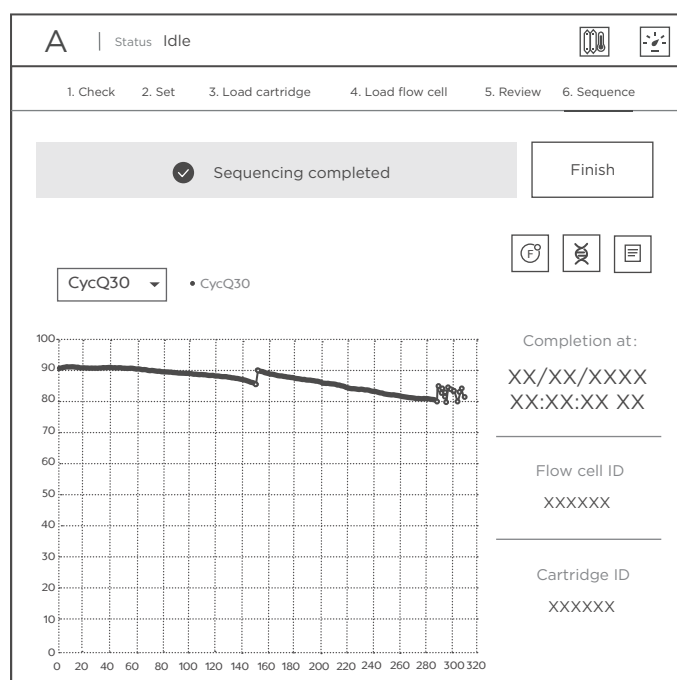 A | Status Idle
1. Check 2. Set 3. Load cartridge 4. Load flow cell 5. Review 6. Sequence
Sequencing completed
Finish
F
CycQ30
• CycQ30
100
90
80
70
60
50
40
30
20
10
0
0 20 40 60 80 100 120 140 160 180 200 220 240 260 280 300 320
Completion at:
XX/XX/XXXX
XX:XX:XX XX
Flow cell ID
XXXXXX
Cartridge ID
XXXXXX